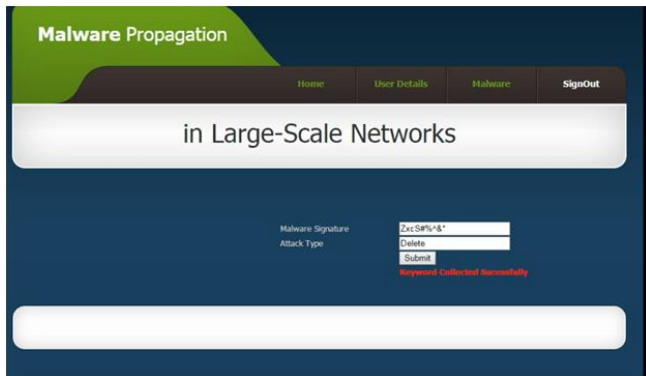 Malware Propagation
Home User Details Malware SignOut
in Large-Scale Networks
Malware Signature ZxcS#%^&*
Attack Type Delete
Submit
Keyword Collected Successfully